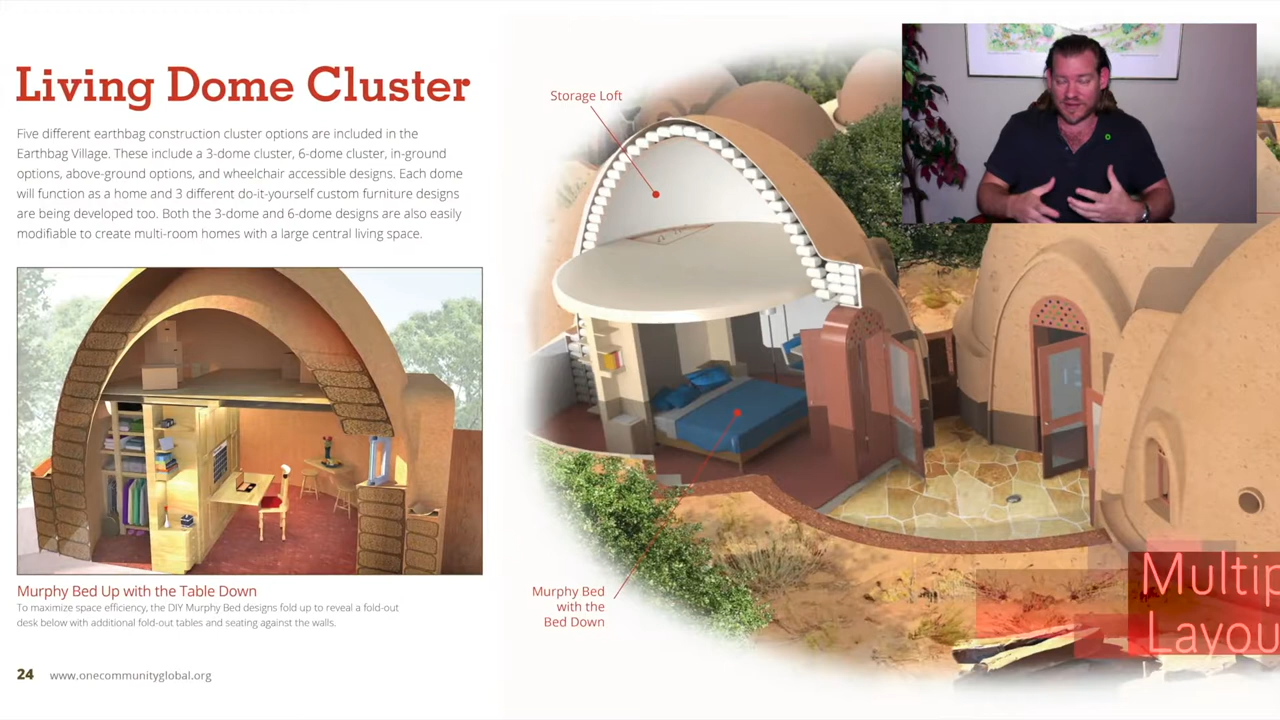 Living Dome Cluster
Five different earthbag construction cluster options are included in the
Earthbag Village. These include a 3-dome cluster, 6-dome cluster, in-ground
options, above-ground options, and wheelchair accessible designs. Each dome
will function as a home and 3 different do-it-yourself custom furniture designs
are being developed too. Both the 3-dome and 6-dome designs are also easily
modifiable to create multi-room homes with a large central living space.
Murphy Bed Up with the Table Down
To maximize space efficiency, the DIY Murphy Bed designs fold up to reveal a fold-out
desk below with additional fold-out tables and seating against the walls.
24 www.onecommunityglobal.org
Storage Loft
Murphy Bed
with the
Bed Down
Multip
Layou